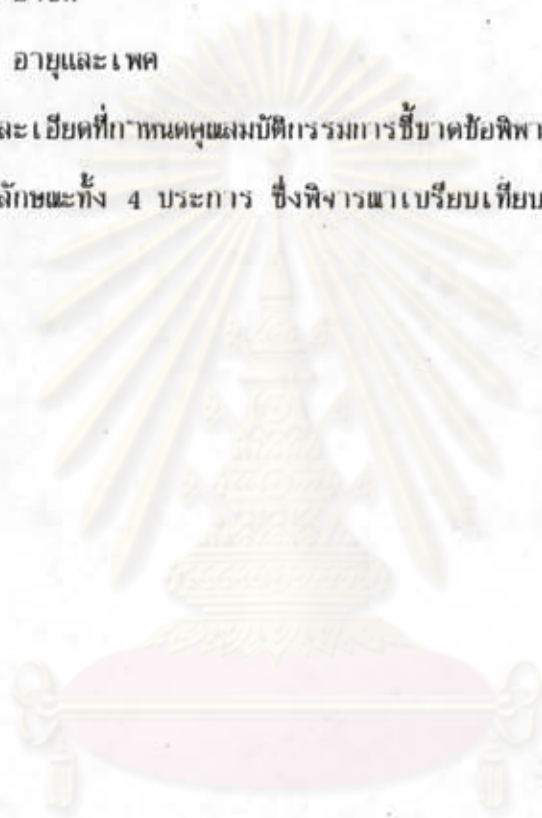 อายุและเพศ
ละเอียดที่กำหนดคุณสมบัติกรรมการชี้ขาดข้อพิพา
ลักษณะทั้ง 4 ประการ ซึ่งพิจารณาเปรียบเทียบ